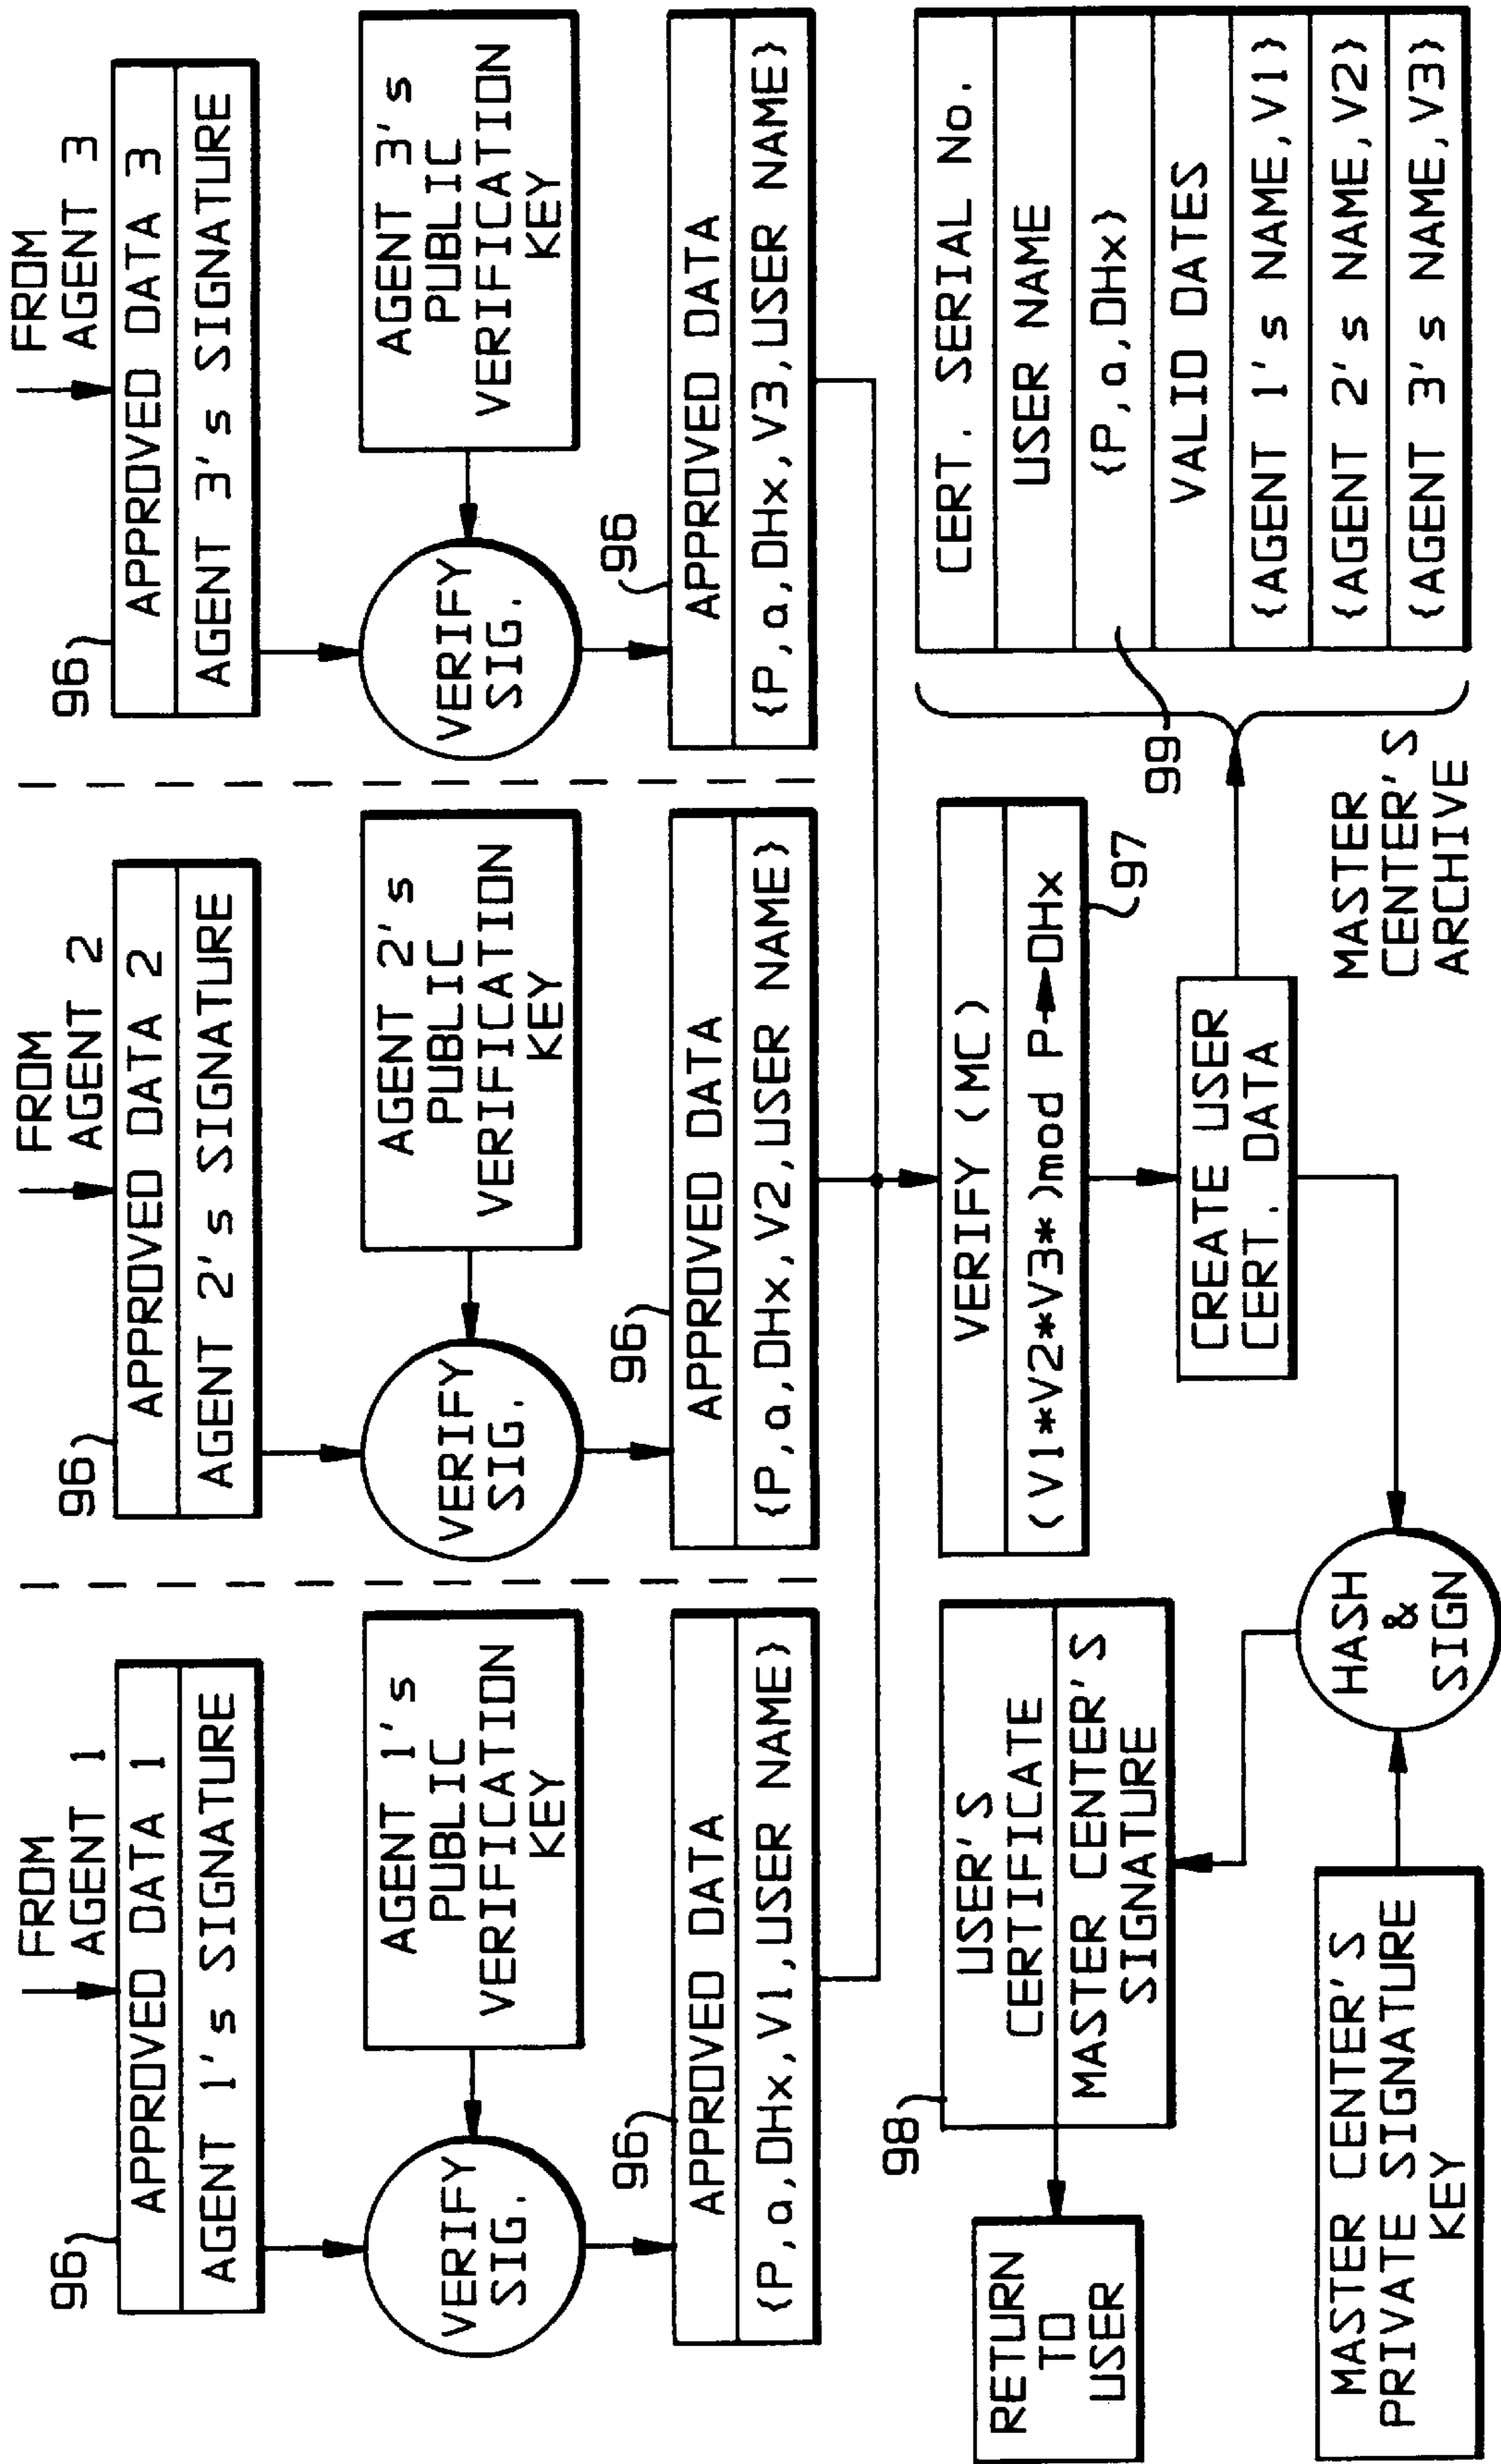 FROM
AGENT 1
96
APPROVED DATA 1
AGENT 1's SIGNATURE
AGENT 1's
PUBLIC
VERIFICATION
KEY
VERIFY
SIG.
96
APPROVED DATA
{P,a,DHx,V1,USER NAME}
FROM
AGENT 2
96
APPROVED DATA 2
AGENT 2's SIGNATURE
AGENT 2's
PUBLIC
VERIFICATION
KEY
VERIFY
SIG.
96
APPROVED DATA
{P,a,DHx,V2,USER NAME}
FROM
AGENT 3
96
APPROVED DATA 3
AGENT 3's SIGNATURE
AGENT 3's
PUBLIC
VERIFICATION
KEY
VERIFY
SIG.
96
APPROVED DATA
{P,a,DHx,V3,USER NAME}
VERIFY (MC)
(V1*V2*V3*)mod P→DHx
97
CREATE USER
CERT. DATA
99
CERT. SERIAL No.
USER NAME
{P,a,DHx}
VALID DATES
{AGENT 1's NAME,V1}
{AGENT 2's NAME,V2}
{AGENT 3's NAME,V3}
MASTER
CENTER'S
ARCHIVE
HASH
&
SIGN
MASTER CENTER'S
PRIVATE SIGNATURE
KEY
98
USER'S
CERTIFICATE
MASTER CENTER'S
SIGNATURE
RETURN
TO
USER